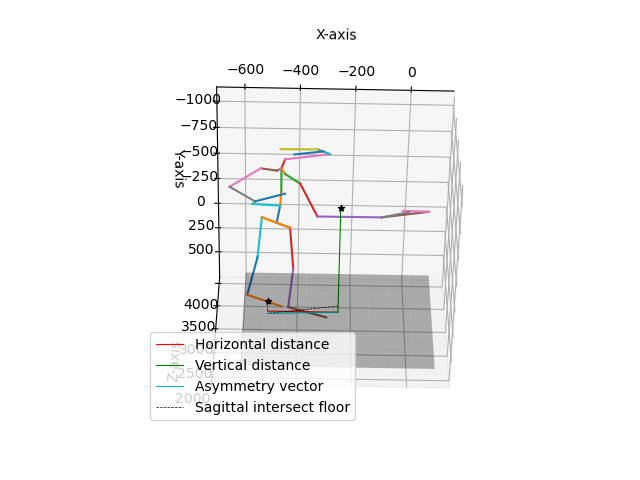 X-axis
−600 −400 −200 0
−1000
−750
−500
−250
0
250
500
Y-axis
4000
3500
3000
2500
2000
Z-axis
Horizontal distance
Vertical distance
Asymmetry vector
Sagittal intersect floor